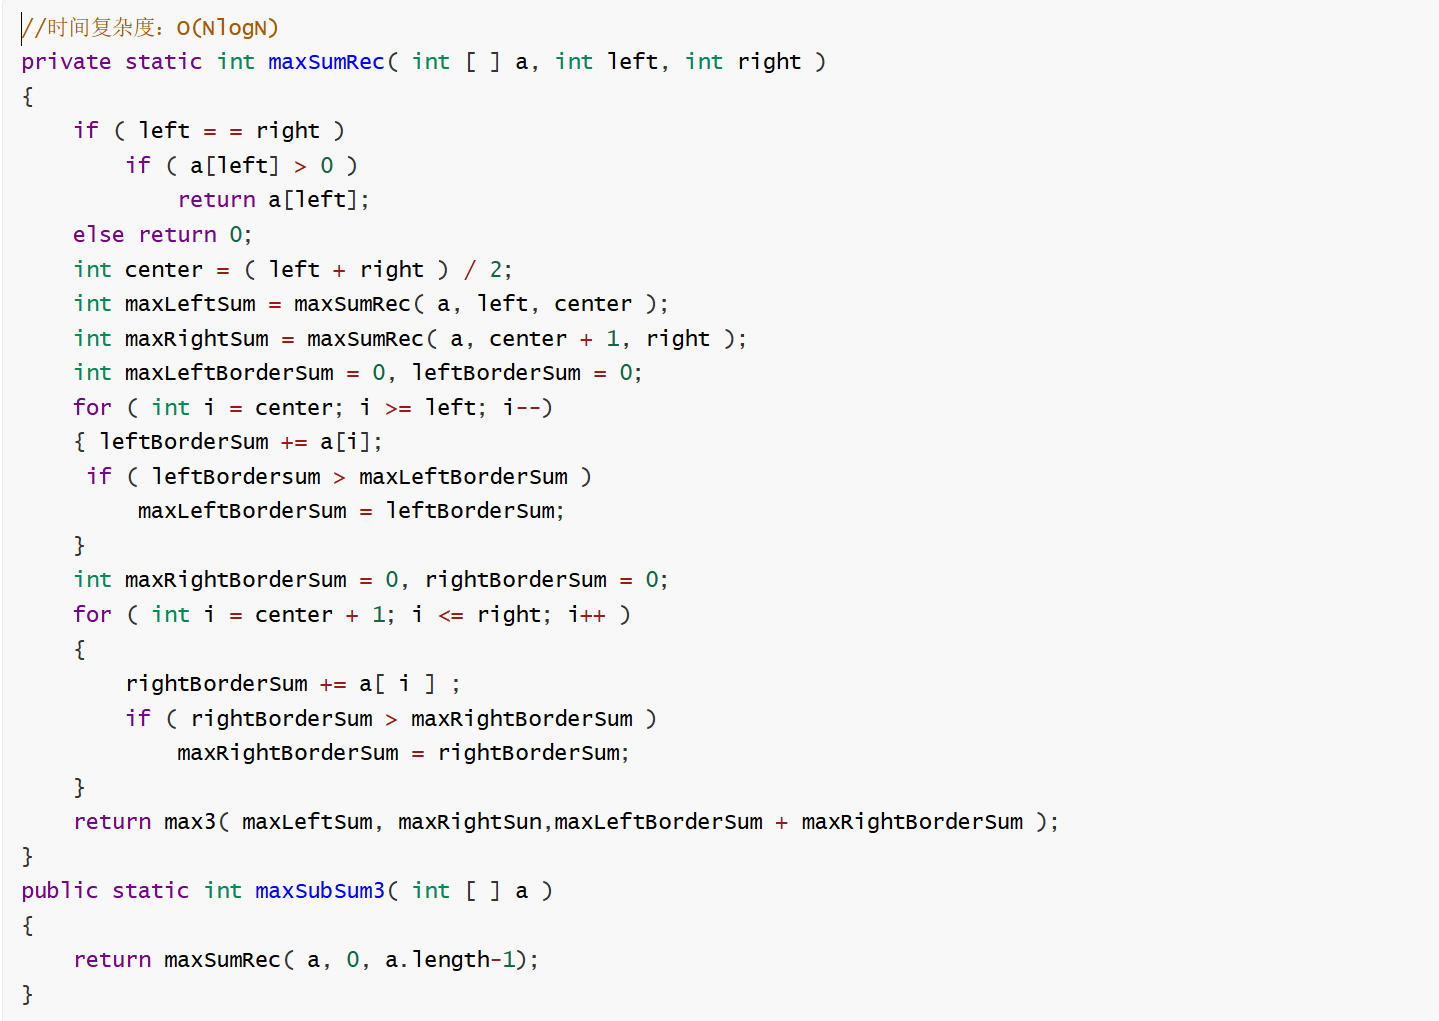 //时间复杂度：O(NlogN)
private static int maxSumRec( int [ ] a, int left, int right )
{
    if ( left = = right )
        if ( a[left] > 0 )
            return a[left];
    else return 0;
    int center = ( left + right ) / 2;
    int maxLeftSum = maxSumRec( a, left, center );
    int maxRightSum = maxSumRec( a, center + 1, right );
    int maxLeftBorderSum = 0, leftBorderSum = 0;
    for ( int i = center; i >= left; i--)
    { leftBorderSum += a[i];
     if ( leftBordersum > maxLeftBorderSum )
         maxLeftBorderSum = leftBorderSum;
    }
    int maxRightBorderSum = 0, rightBorderSum = 0;
    for ( int i = center + 1; i <= right; i++ )
    {
        rightBorderSum += a[ i ] ;
        if ( rightBorderSum > maxRightBorderSum )
            maxRightBorderSum = rightBorderSum;
    }
    return max3( maxLeftSum, maxRightSun,maxLeftBorderSum + maxRightBorderSum );
}
public static int maxSubSum3( int [ ] a )
{
    return maxSumRec( a, 0, a.length-1);
}